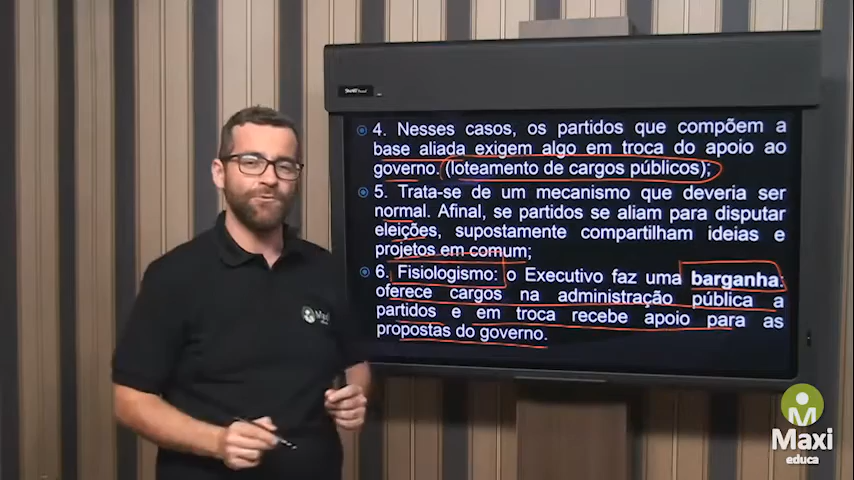 4. Nesses casos, os partidos que compõem a
base aliada exigem algo em troca do apoio ao
governo. (loteamento de cargos públicos);
5. Trata-se de um mecanismo que deveria ser
normal. Afinal, se partidos se aliam para disputar
eleições, supostamente compartilham ideias e
projetos em comum;
6. Fisiologismo: o Executivo faz uma barganha:
oferece cargos na administração pública a
partidos e em troca recebe apoio para as
propostas do governo.
Maxi
Maxi
educa